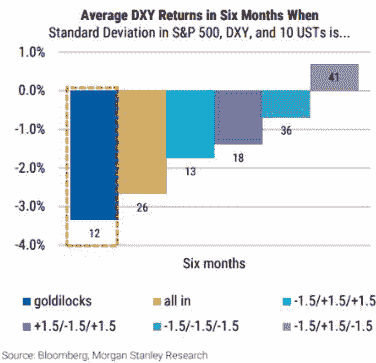 Average DXY Returns in Six Months When
Standard Deviation in S&P 500, DXY, and 10 USTs is...
1.0%
41
0.0%
-1.0%
36
18
-2.0%
13
26
-3.0%
12
-4.0%
Six months
goldilocks all in -1.5/+1.5/+1.5
+1.5/-1.5/+1.5 -1.5/-1.5/-1.5 -1.5/+1.5/-1.5
Source: Bloomberg, Morgan Stanley Research